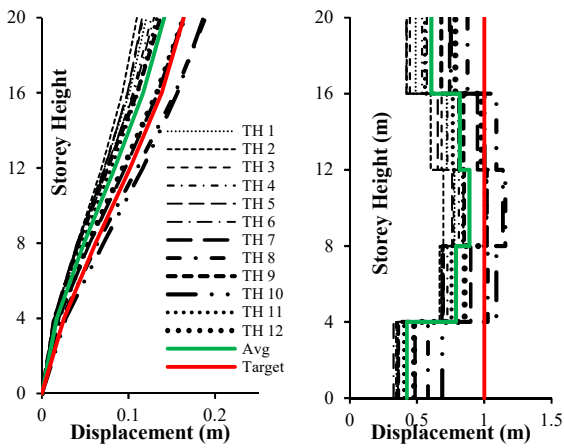 20
16
12
8
4
0
Storey Height
TH 1
TH 2
TH 3
TH 4
TH 5
TH 6
TH 7
TH 8
TH 9
TH 10
TH 11
TH 12
Avg
Target
0
0.1
0.2
Displacement (m)
20
16
12
8
4
0
Storey Height (m)
0
0.5
1
1.5
Displacement (m)